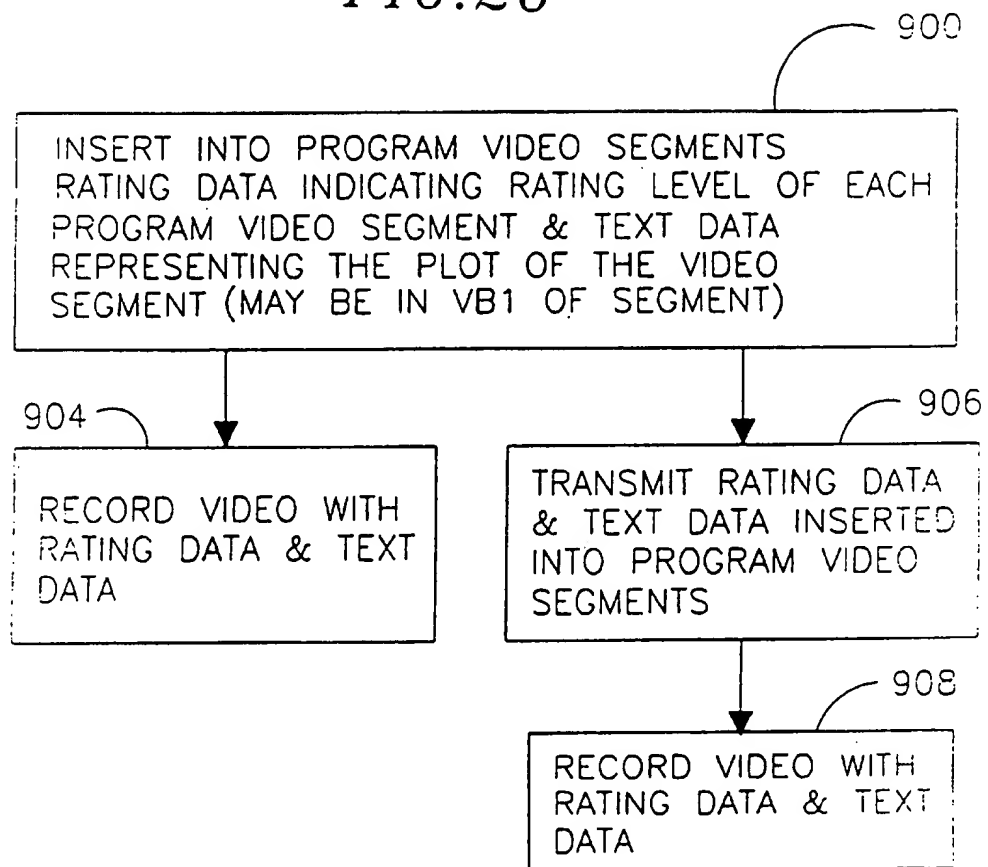 FIG.26
900
INSERT INTO PROGRAM VIDEO SEGMENTS
RATING DATA INDICATING RATING LEVEL OF EACH
PROGRAM VIDEO SEGMENT & TEXT DATA
REPRESENTING THE PLOT OF THE VIDEO
SEGMENT (MAY BE IN VB1 OF SEGMENT)
904
906
RECORD VIDEO WITH
RATING DATA & TEXT
DATA
TRANSMIT RATING DATA
& TEXT DATA INSERTED
INTO PROGRAM VIDEO
SEGMENTS
908
RECORD VIDEO WITH
RATING DATA & TEXT
DATA